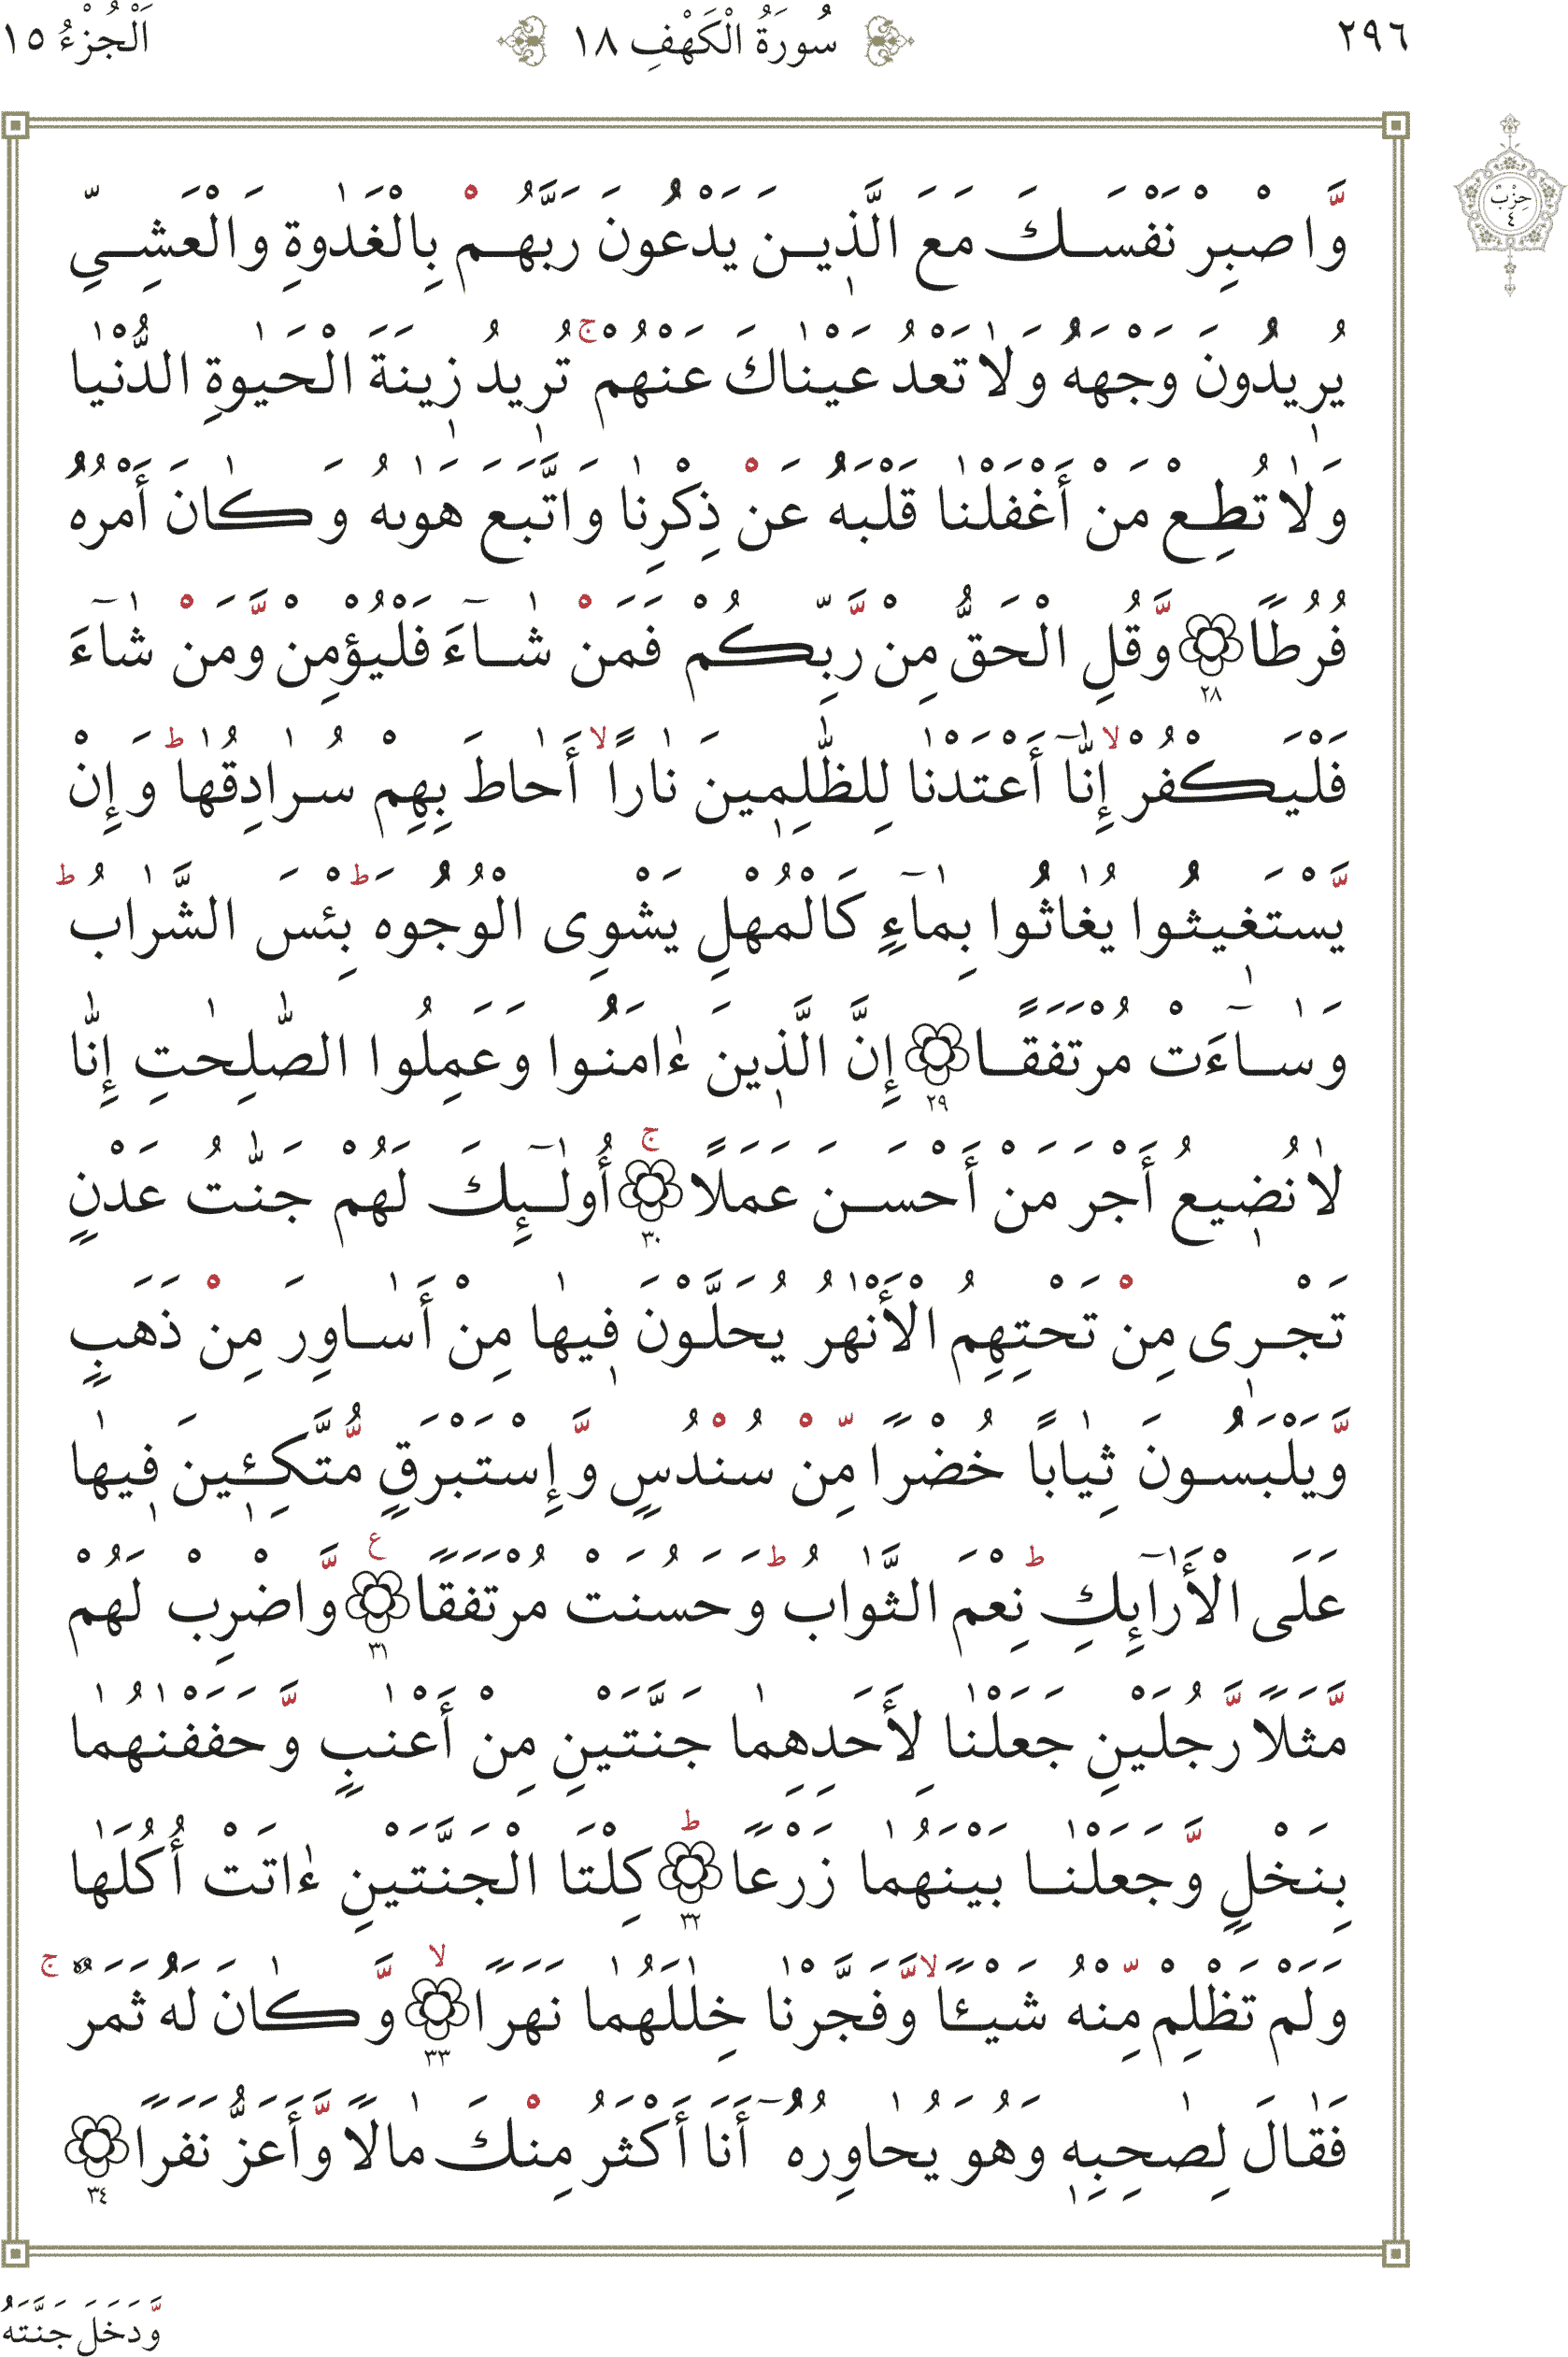 ٢٩٦
سُورَةُ الْكَهْفِ ١٨
اَلْجُزْءُ ١٥
حِزْبٌ ٤
وَّاصْبِرْ نَفْسَكَ مَعَ الَّذِينَ يَدْعُونَ رَبَّهُمْ بِالْغَدٰوةِ وَالْعَشِىِّ
يُرِيدُونَ وَجْهَهُ وَلٰا تَعْدُ عَيْنٰاكَ عَنْهُمْ ۚ تُرِيدُ زِينَةَ الْحَيٰوةِ الدُّنْيٰا
وَلٰا تُطِعْ مَنْ أَغْفَلْنٰا قَلْبَهُ عَنْ ذِكْرِنٰا وَاتَّبَعَ هَوٰىهُ وَكٰانَ أَمْرُهُ
فُرُطًا ٢٨ وَّقُلِ الْحَقُّ مِنْ رَّبِّكُمْ فَمَنْ شٰآءَ فَلْيُؤْمِنْ وَّمَنْ شٰآءَ
فَلْيَكْفُرْ ۙ إِنّٰآ أَعْتَدْنٰا لِلظّٰلِمِينَ نٰارًا ۙ أَحٰاطَ بِهِمْ سُرٰادِقُهٰا ؕ وَإِنْ
يَّسْتَغِيثُوا يُغٰاثُوا بِمٰآءٍ كَالْمُهْلِ يَشْوِى الْوُجُوهَ ؕ بِئْسَ الشَّرٰابُ ؕ
وَسٰآءَتْ مُرْتَفَقًا ٢٩ إِنَّ الَّذِينَ ءٰامَنُوا وَعَمِلُوا الصّٰلِحٰتِ إِنّٰا
لٰا نُضِيعُ أَجْرَ مَنْ أَحْسَنَ عَمَلًا ۚ ٣٠ أُولٰٓئِكَ لَهُمْ جَنّٰتُ عَدْنٍ
تَجْرِى مِنْ تَحْتِهِمُ الْأَنْهٰرُ يُحَلَّوْنَ فِيهٰا مِنْ أَسٰاوِرَ مِنْ ذَهَبٍ
وَّيَلْبَسُونَ ثِيٰابًا خُضْرًا مِّنْ سُنْدُسٍ وَّإِسْتَبْرَقٍ مُّتَّكِئِينَ فِيهٰا
عَلَى الْأَرٰآئِكِ ؕ نِعْمَ الثَّوٰابُ ؕ وَحَسُنَتْ مُرْتَفَقًا ع ٣١ وَّاضْرِبْ لَهُمْ
مَّثَلًا رَّجُلَيْنِ جَعَلْنٰا لِأَحَدِهِمٰا جَنَّتَيْنِ مِنْ أَعْنٰبٍ وَّحَفَفْنٰهُمٰا
بِنَخْلٍ وَّجَعَلْنٰا بَيْنَهُمٰا زَرْعًا ؕ ٣٢ كِلْتَا الْجَنَّتَيْنِ ءٰاتَتْ أُكُلَهٰا
وَلَمْ تَظْلِمْ مِّنْهُ شَيْئًا ۙ وَّفَجَّرْنٰا خِلٰلَهُمٰا نَهَرًا ۙ ٣٣ وَّكٰانَ لَهُ ثَمَرٌ ۚ
فَقٰالَ لِصٰحِبِهِ وَهُوَ يُحٰاوِرُهُٓ أَنَا أَكْثَرُ مِنْكَ مٰالًا وَّأَعَزُّ نَفَرًا ٣٤
وَّدَخَلَ جَنَّتَهُ